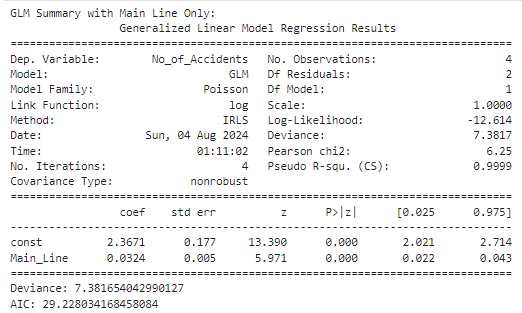 GLM Summary with Main Line Only:
                 Generalized Linear Model Regression Results
==============================================================================
Dep. Variable:        No_of_Accidents   No. Observations:                    4
Model:                            GLM   Df Residuals:                        2
Model Family:                 Poisson   Df Model:                            1
Link Function:                    log   Scale:                          1.0000
Method:                          IRLS   Log-Likelihood:                -12.614
Date:                Sun, 04 Aug 2024   Deviance:                       7.3817
Time:                        01:11:02   Pearson chi2:                     6.25
No. Iterations:                     4   Pseudo R-squ. (CS):             0.9999
Covariance Type:            nonrobust
==============================================================================
                 coef    std err          z      P>|z|      [0.025      0.975]
------------------------------------------------------------------------------
const          2.3671      0.177     13.390      0.000       2.021       2.714
Main_Line      0.0324      0.005      5.971      0.000       0.022       0.043
==============================================================================
Deviance: 7.381654042990127
AIC: 29.228034168458084